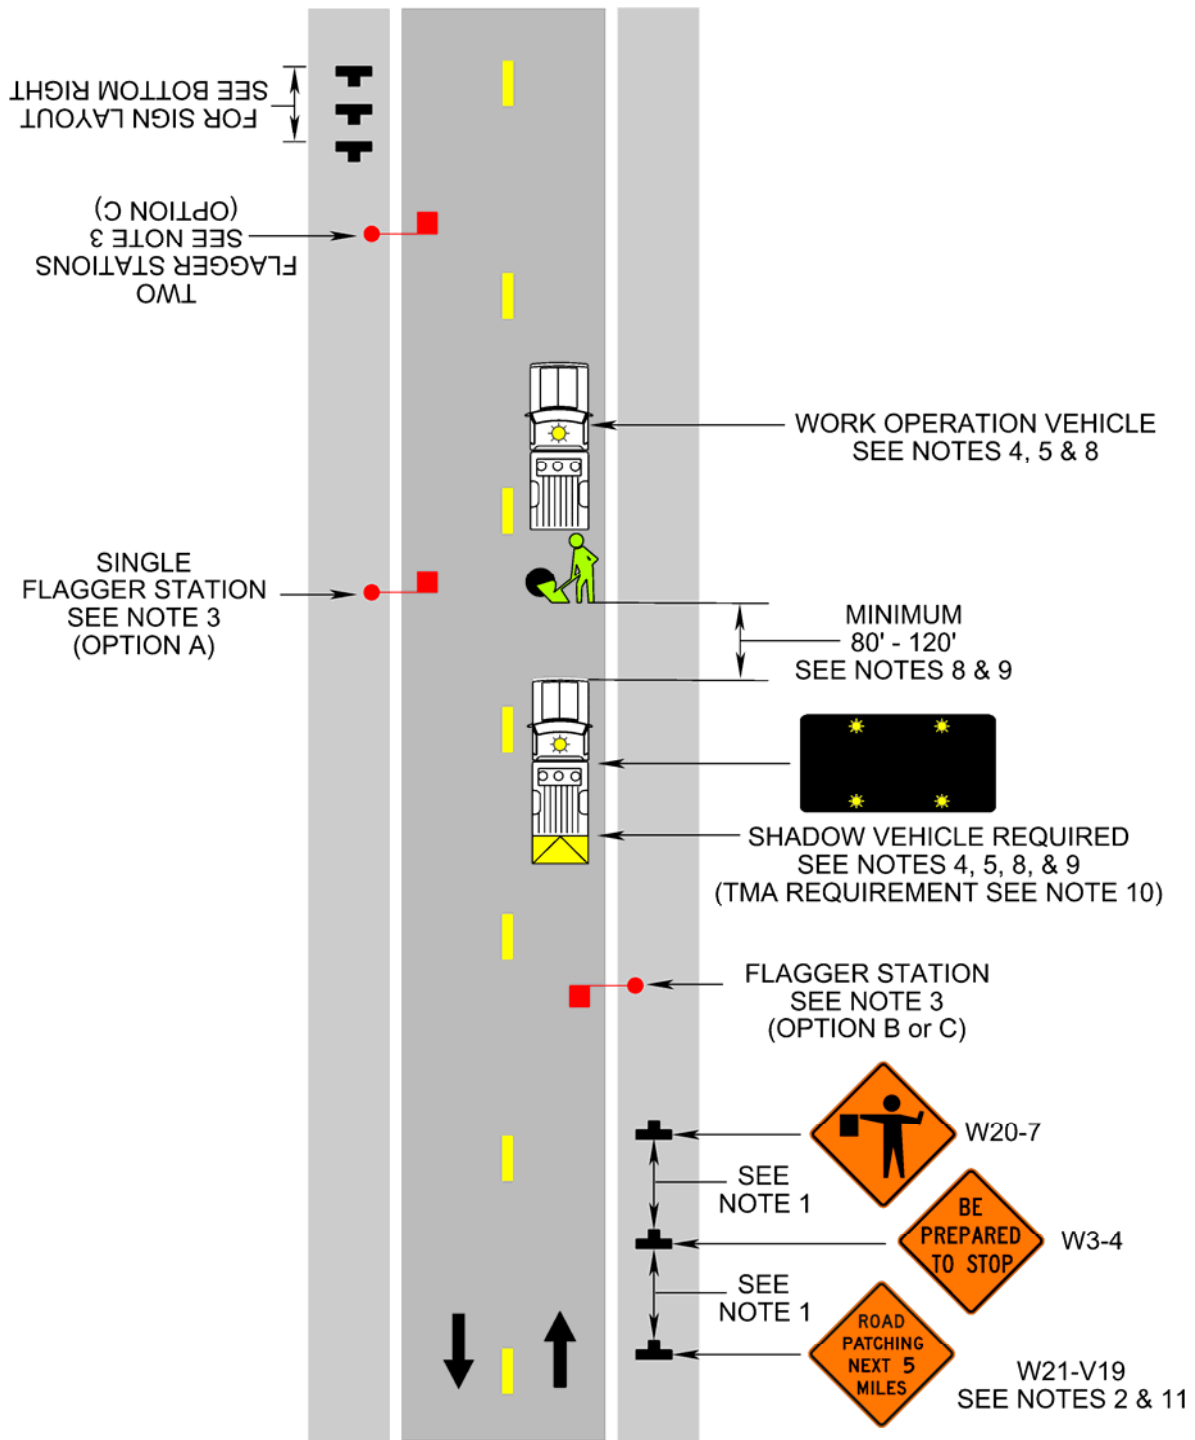 FOR SIGN LAYOUT
SEE BOTTOM RIGHT
TWO
FLAGGER STATIONS
SEE NOTE 3
(OPTION C)
WORK OPERATION VEHICLE
SEE NOTES 4, 5 & 8
SINGLE
FLAGGER STATION
SEE NOTE 3
(OPTION A)
MINIMUM
80' - 120'
SEE NOTES 8 & 9
SHADOW VEHICLE REQUIRED
SEE NOTES 4, 5, 8, & 9
(TMA REQUIREMENT SEE NOTE 10)
FLAGGER STATION
SEE NOTE 3
(OPTION B or C)
W20-7
SEE
NOTE 1
BE
PREPARED
TO STOP
W3-4
SEE
NOTE 1
ROAD
PATCHING
NEXT 5
MILES
W21-V19
SEE NOTES 2 & 11